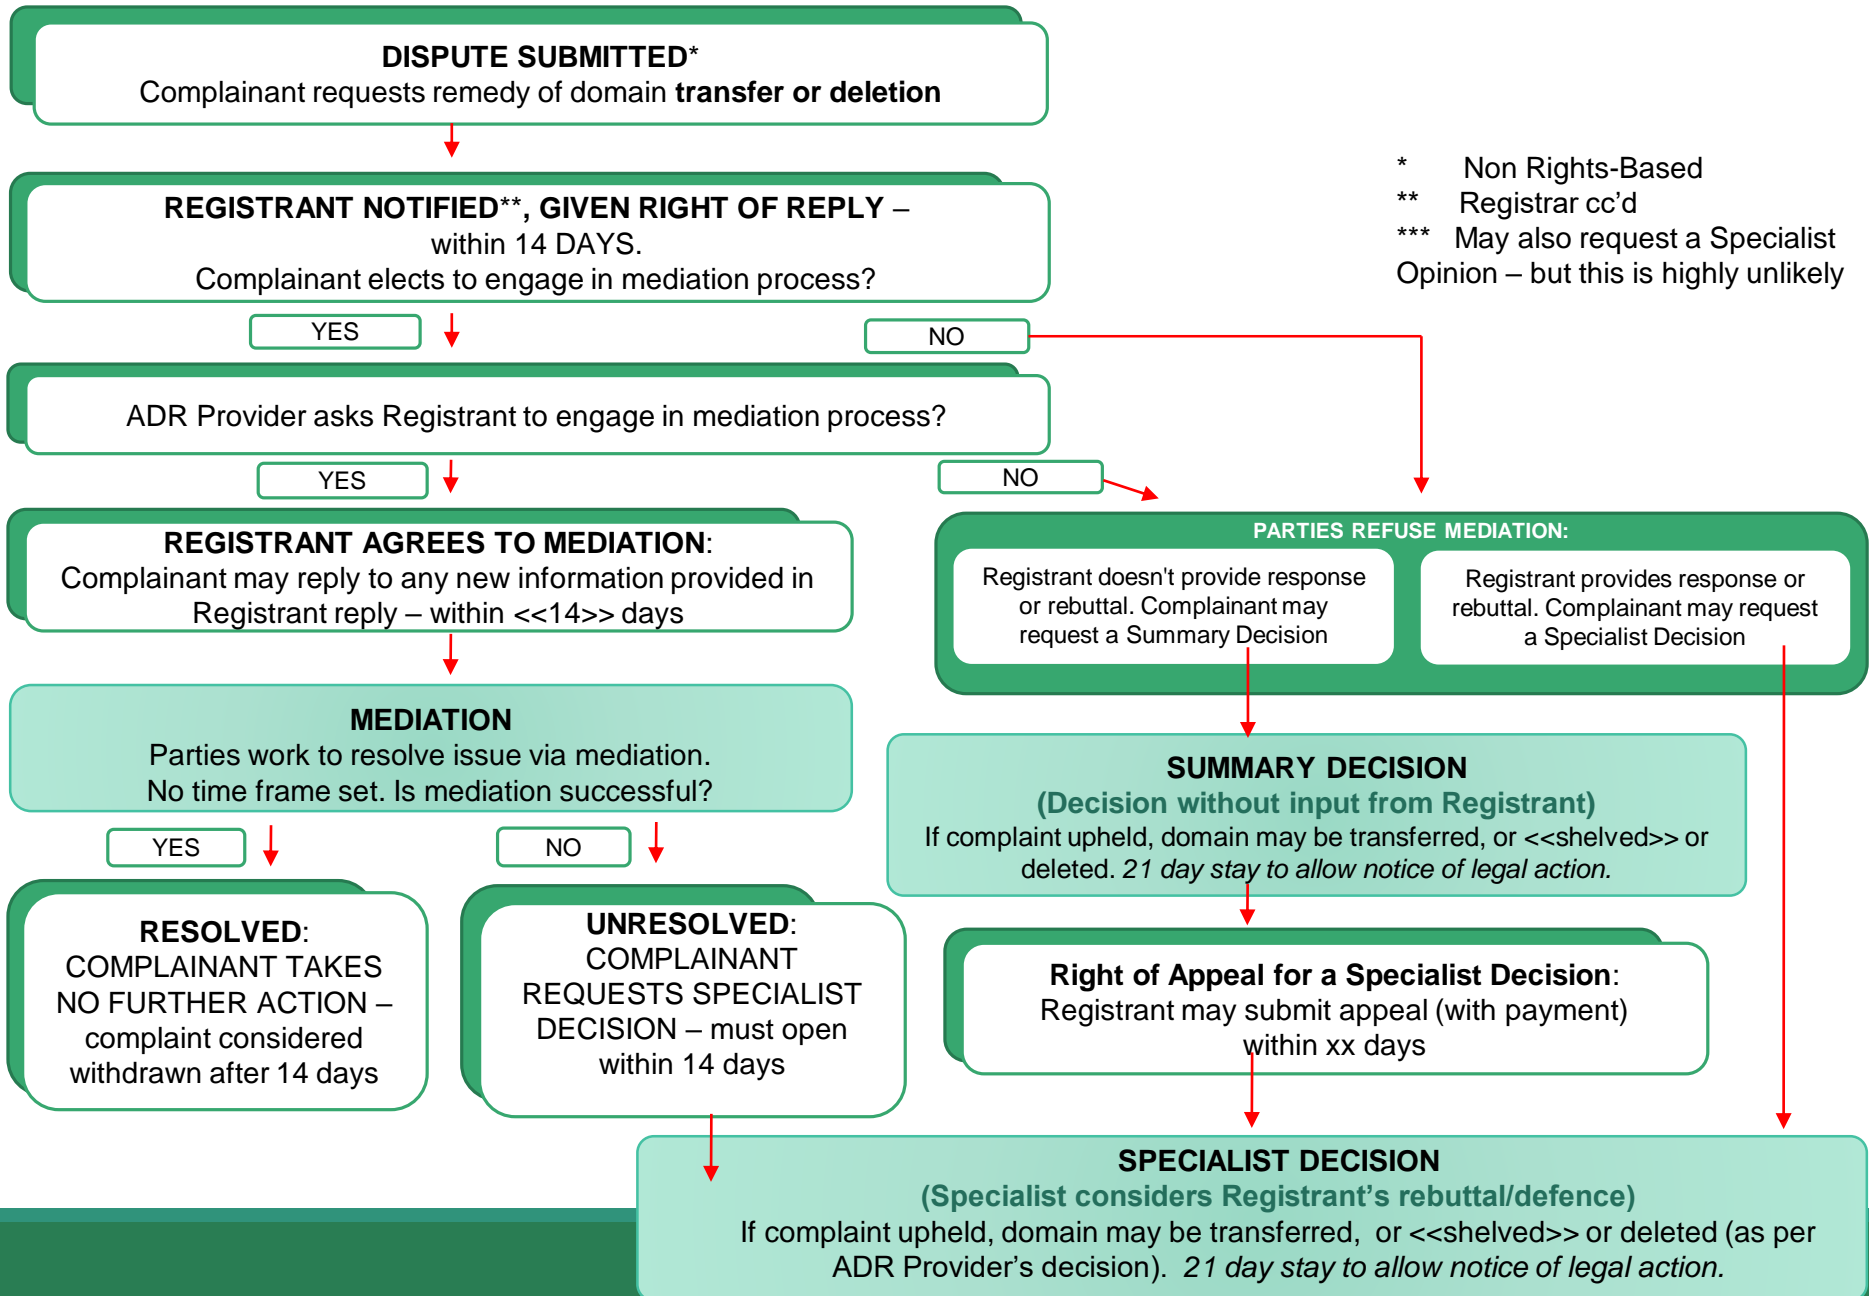 DISPUTE SUBMITTED*
Complainant requests remedy of domain transfer or deletion
* Non Rights-Based
** Registrar cc’d
*** May also request a Specialist
Opinion – but this is highly unlikely
REGISTRANT NOTIFIED**, GIVEN RIGHT OF REPLY –
within 14 DAYS.
Complainant elects to engage in mediation process?
YES
NO
ADR Provider asks Registrant to engage in mediation process?
YES
NO
REGISTRANT AGREES TO MEDIATION:
Complainant may reply to any new information provided in
Registrant reply – within <<14>> days
PARTIES REFUSE MEDIATION:
Registrant doesn't provide response
or rebuttal. Complainant may
request a Summary Decision
Registrant provides response or
rebuttal. Complainant may request
a Specialist Decision
MEDIATION
Parties work to resolve issue via mediation.
No time frame set. Is mediation successful?
YES
NO
SUMMARY DECISION
(Decision without input from Registrant)
If complaint upheld, domain may be transferred, or <<shelved>> or
deleted. 21 day stay to allow notice of legal action.
RESOLVED:
COMPLAINANT TAKES
NO FURTHER ACTION –
complaint considered
withdrawn after 14 days
UNRESOLVED:
COMPLAINANT
REQUESTS SPECIALIST
DECISION – must open
within 14 days
Right of Appeal for a Specialist Decision:
Registrant may submit appeal (with payment)
within xx days
SPECIALIST DECISION
(Specialist considers Registrant’s rebuttal/defence)
If complaint upheld, domain may be transferred, or <<shelved>> or deleted (as per
ADR Provider’s decision). 21 day stay to allow notice of legal action.